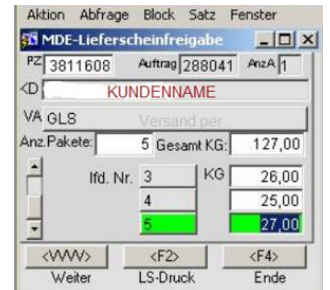 Aktion Abfrage Block Satz Fenster
MDE-Lieferscheinfreigabe
PZ 3811608 Auftrag 288041 AnzA 1
<D KUNDENNAME
VA GLS Versand per
Anz.Pakete: 5 Gesamt KG: 127,00
lfd. Nr. 3 KG 26,00
4 25,00
5 27,00
<VVW> <F2> <F4>
Weiter LS-Druck Ende